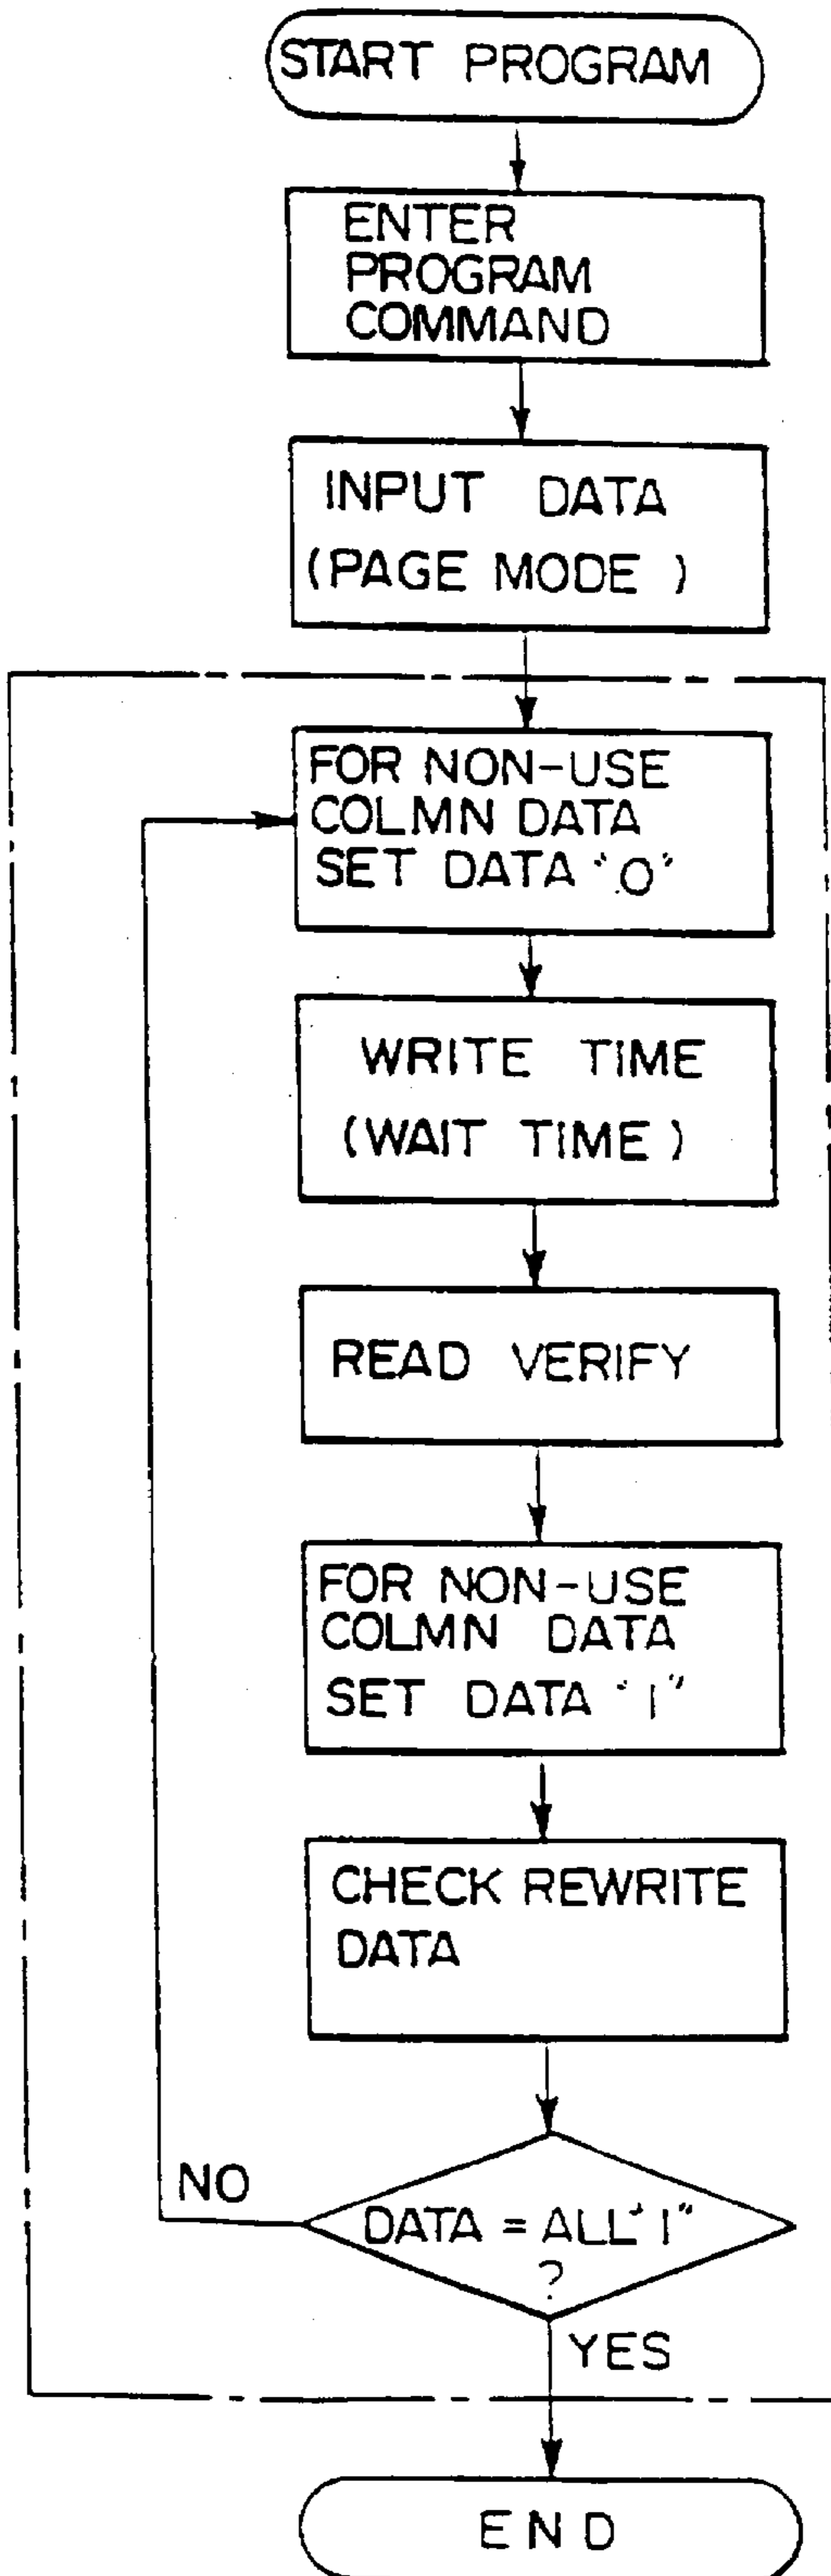 START PROGRAM
ENTER
PROGRAM
COMMAND
INPUT DATA
(PAGE MODE)
FOR NON-USE
COLMN DATA
SET DATA "0"
WRITE TIME
(WAIT TIME)
READ VERIFY
FOR NON-USE
COLMN DATA
SET DATA "1"
CHECK REWRITE
DATA
NO
DATA = ALL "1"
?
YES
END